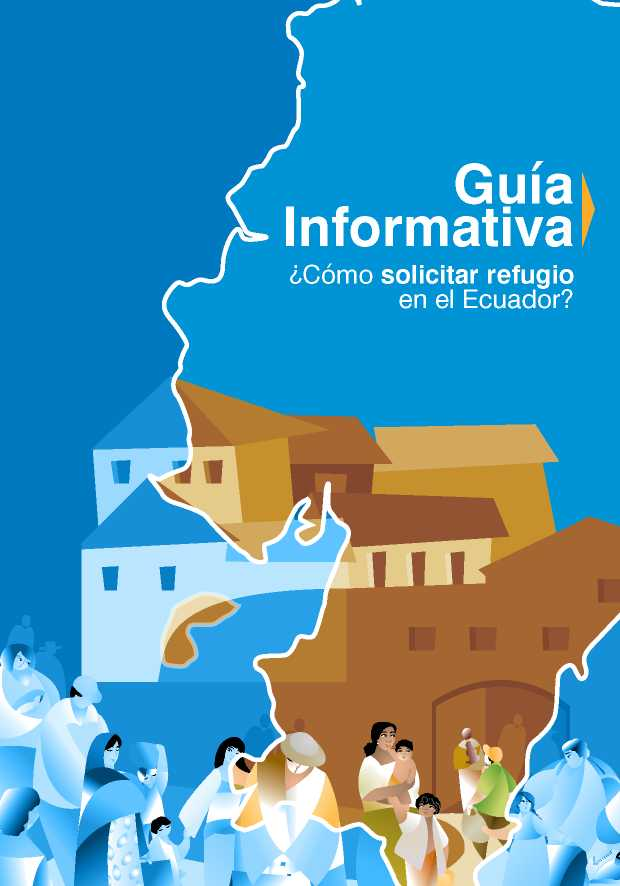 Guía
Informativa
¿Cómo solicitar refugio
en el Ecuador?